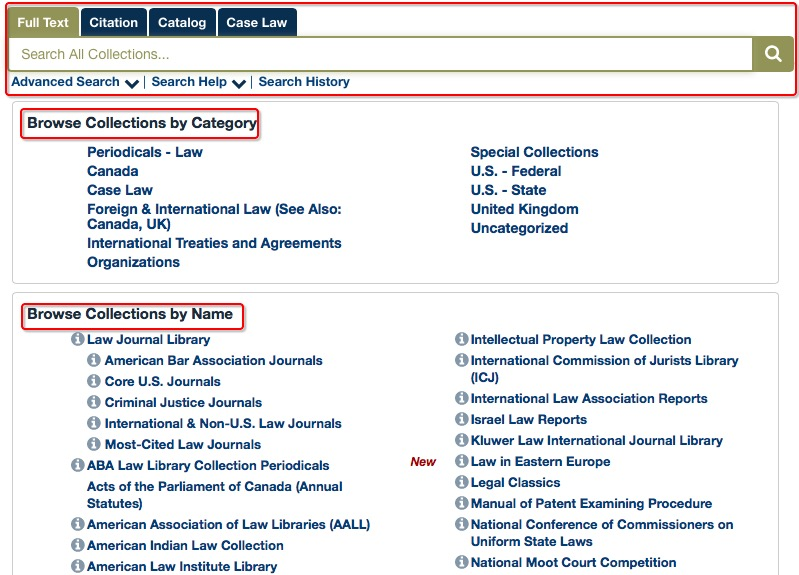 Full Text Citation Catalog Case Law
Search All Collections...
Advanced Search | Search Help | Search History
Browse Collections by Category
Periodicals - Law
Canada
Case Law
Foreign & International Law (See Also:
Canada, UK)
International Treaties and Agreements
Organizations
Special Collections
U.S. - Federal
U.S. - State
United Kingdom
Uncategorized
Browse Collections by Name
Law Journal Library
American Bar Association Journals
Core U.S. Journals
Criminal Justice Journals
International & Non-U.S. Law Journals
Most-Cited Law Journals
ABA Law Library Collection Periodicals
Acts of the Parliament of Canada (Annual
Statutes)
American Association of Law Libraries (AALL)
American Indian Law Collection
American Law Institute Library
Intellectual Property Law Collection
International Commission of Jurists Library
(ICJ)
International Law Association Reports
Israel Law Reports
Kluwer Law International Journal Library
New Law in Eastern Europe
Legal Classics
Manual of Patent Examining Procedure
National Conference of Commissioners on
Uniform State Laws
National Moot Court Competition